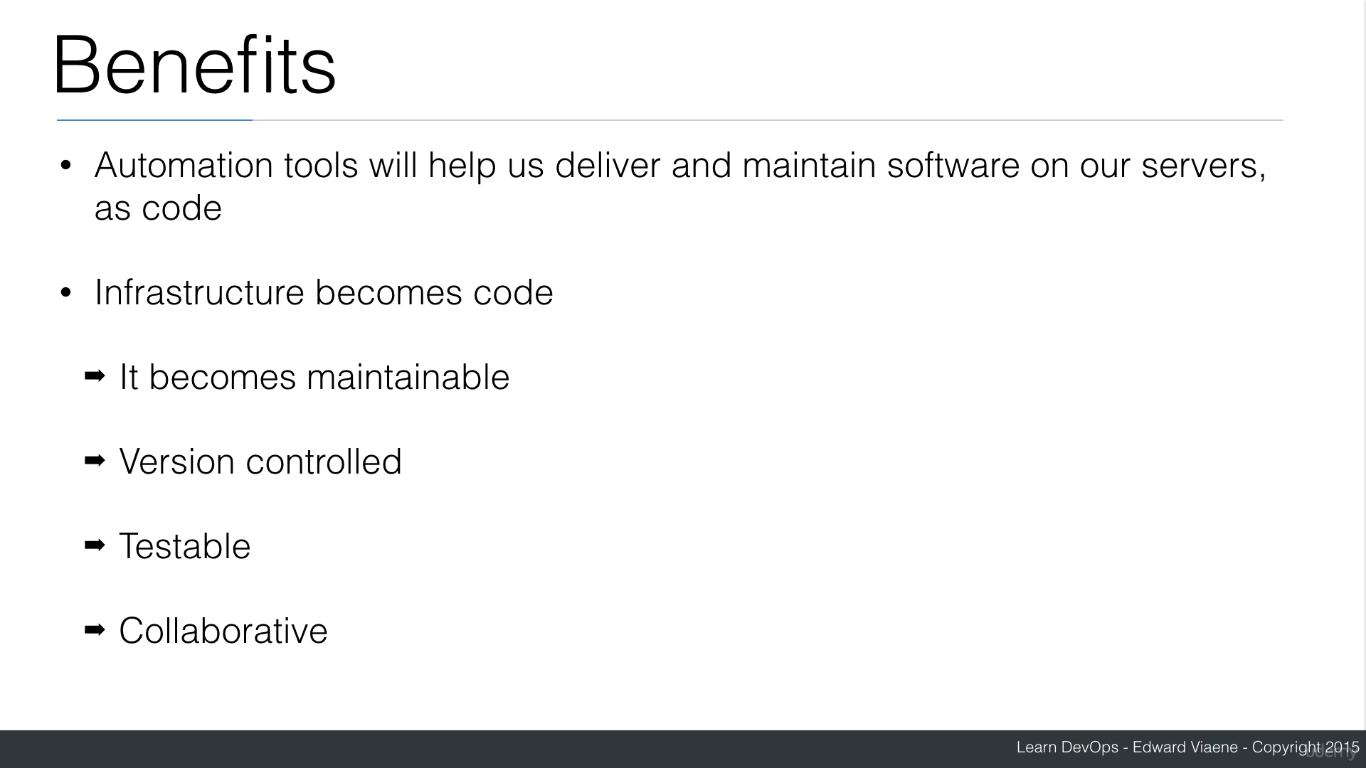 Benefits
• Automation tools will help us deliver and maintain software on our servers,
as code
• Infrastructure becomes code
➡ It becomes maintainable
➡ Version controlled
➡ Testable
➡ Collaborative
Learn DevOps - Edward Viaene - Copyright 2015
udemy